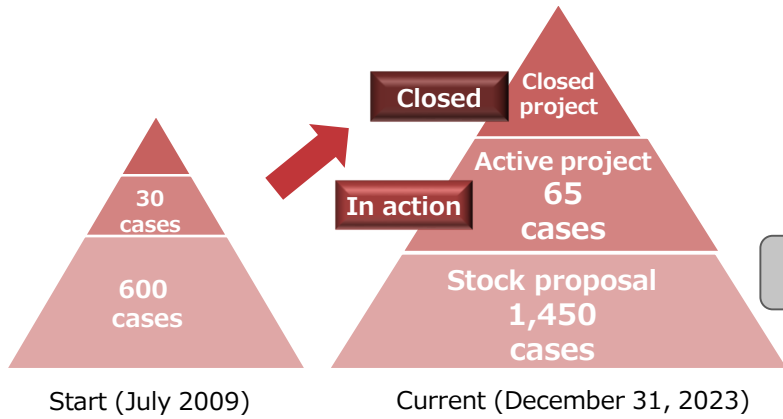 30
cases
600
cases
Start (July 2009)
Closed
In action
Closed
project
Active project
65
cases
Stock proposal
1,450
cases
Current (December 31, 2023)